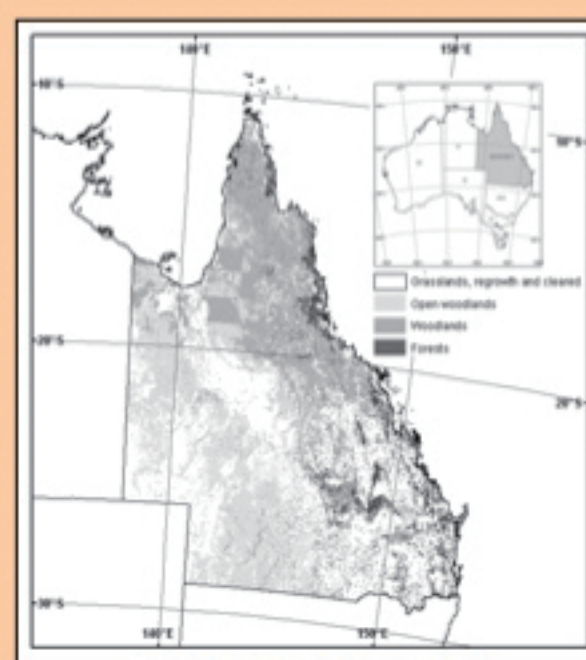 140°E 150°E
10°S
10°S
Grasslands, regrowth and cleared
Open woodlands
Woodlands
Forests
20°S
20°S
30°S
140°E 150°E